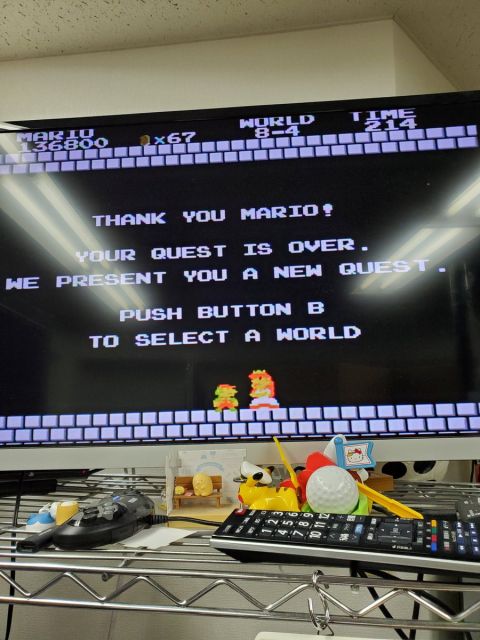 MARIO
136800
×67
WORLD
8-4
TIME
214
THANK YOU MARIO!
YOUR QUEST IS OVER.
WE PRESENT YOU A NEW QUEST.
PUSH BUTTON B
TO SELECT A WORLD